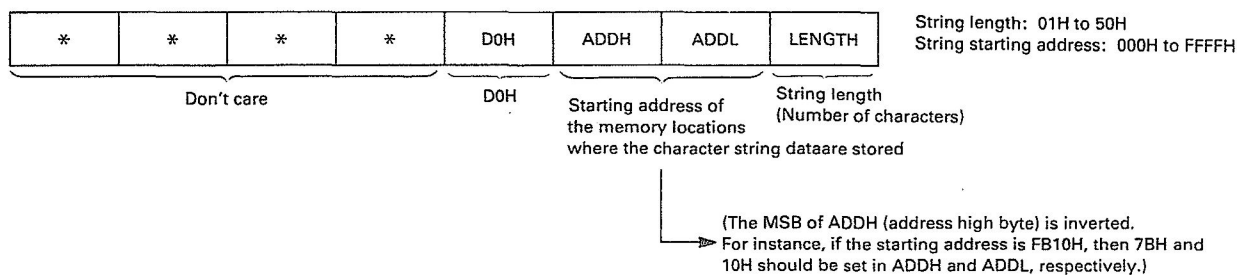 * * * * D0H ADDH ADDL LENGTH
String length: 01H to 50H
String starting address: 000H to FFFFH
Don't care
D0H
Starting address of
the memory locations
where the character string dataare stored
String length
(Number of characters)
(The MSB of ADDH (address high byte) is inverted.
For instance, if the starting address is FB10H, then 7BH and
10H should be set in ADDH and ADDL, respectively.)